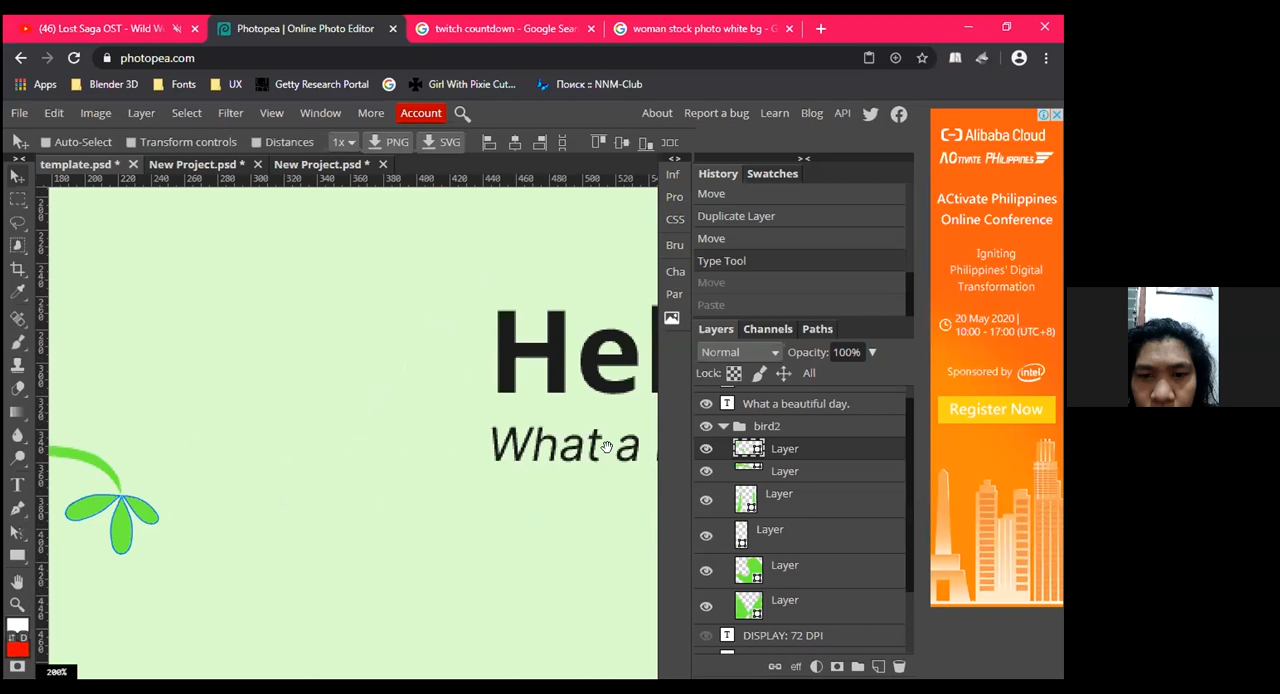 (46) Lost Saga OST - Wild W
Photopea | Online Photo Editor
twitch countdown - Google Sear
woman stock photo white bg - G
photopea.com
Apps
Blender 3D
Fonts
UX
Getty Research Portal
Girl With Pixie Cut...
Поиск :: NNM-Club
File Edit Image Layer Select Filter View Window More Account
About Report a bug Learn Blog API
Auto-Select Transform controls Distances 1x PNG SVG
template.psd * New Project.psd * New Project.psd *
180 200 220 240 260 280 300 320 340 360 380 400 420 440 460 480 500 520 5
Inf
Pro
CSS
Bru
Cha
Par
History Swatches
Move
Duplicate Layer
Move
Type Tool
Move
Paste
Layers Channels Paths
Normal Opacity: 100%
Lock: All
T What a beautiful day.
bird2
Layer
Layer
Layer
Layer
Layer
Layer
T DISPLAY: 72 DPI
eff
Hel
What a
T
D
200%
Alibaba Cloud
ACtivate PHilippines
ACtivate Philippines
Online Conference
Igniting
Philippines' Digital
Transformation
20 May 2020 |
10:00 - 17:00 (UTC+8)
Sponsored by intel
Register Now